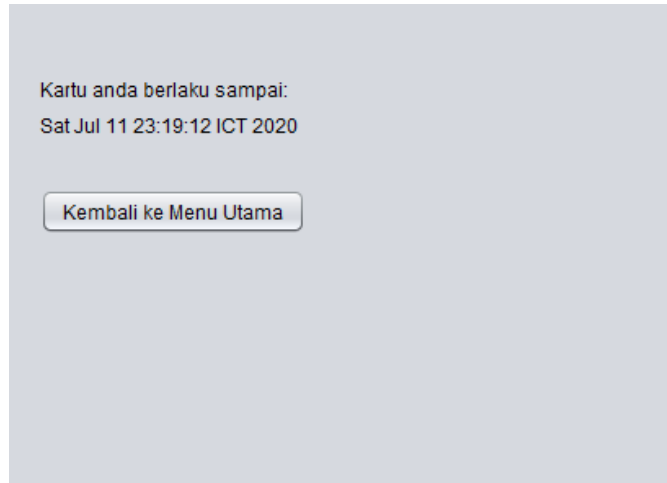 Kartu anda berlaku sampai:
Sat Jul 11 23:19:12 ICT 2020
Kembali ke Menu Utama